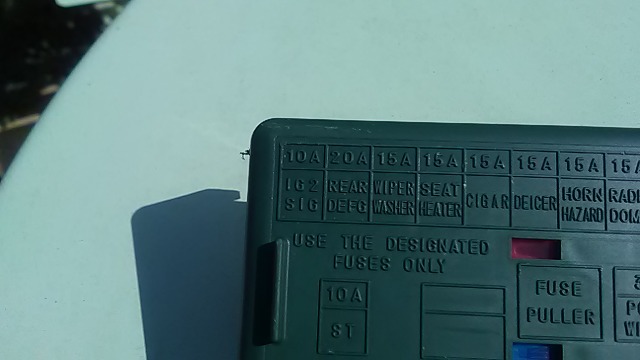 10A 20A 15A 15A 15A 15A 15A 15A
IG2 REAR WIPER SEAT CIGAR DEICER HORN
SIG DEFG WASHER HEATER HAZARD
USE THE DESIGNATED
FUSES ONLY
10A
ST
FUSE
PULLER